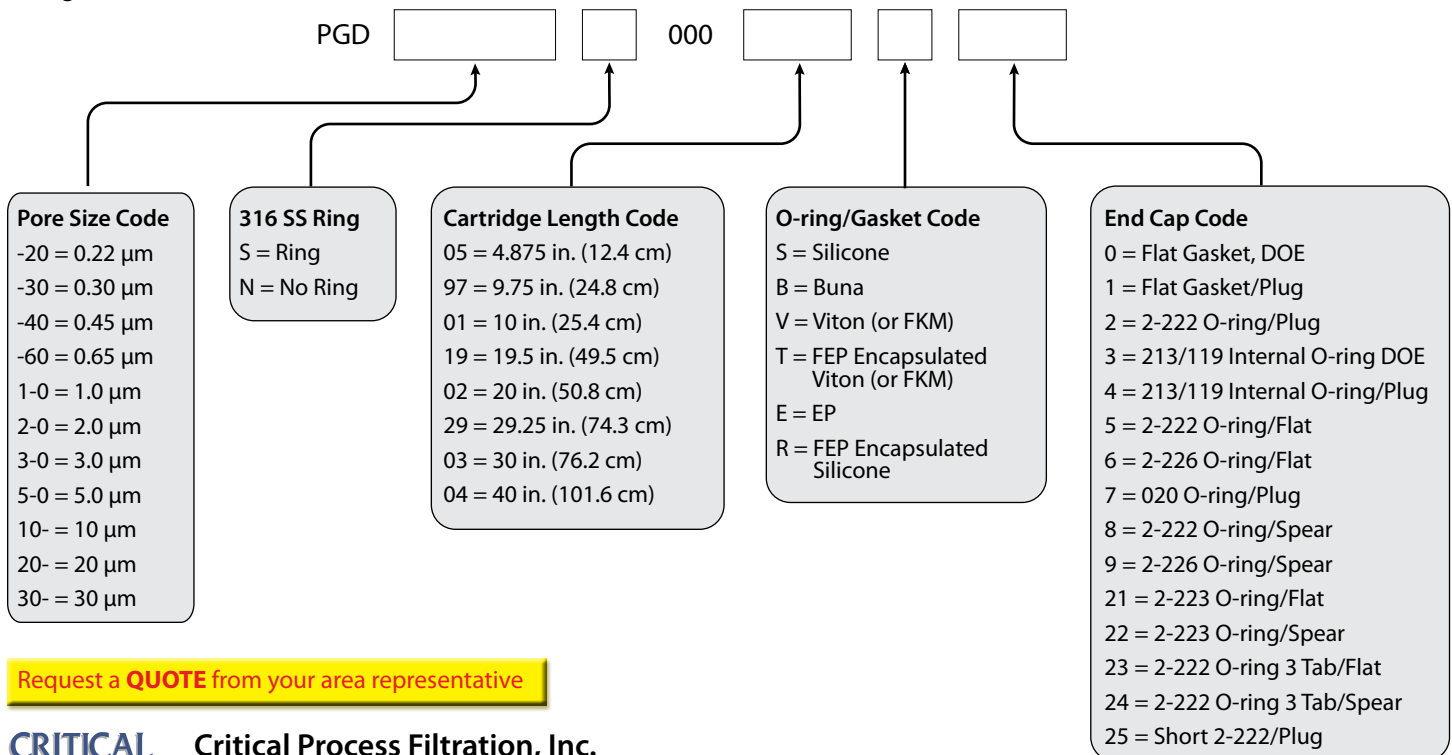 PGD 000
Pore Size Code
-20 = 0.22 µm
-30 = 0.30 µm
-40 = 0.45 µm
-60 = 0.65 µm
1-0 = 1.0 µm
2-0 = 2.0 µm
3-0 = 3.0 µm
5-0 = 5.0 µm
10- = 10 µm
20- = 20 µm
30- = 30 µm
316 SS Ring
S = Ring
N = No Ring
Cartridge Length Code
05 = 4.875 in. (12.4 cm)
97 = 9.75 in. (24.8 cm)
01 = 10 in. (25.4 cm)
19 = 19.5 in. (49.5 cm)
02 = 20 in. (50.8 cm)
29 = 29.25 in. (74.3 cm)
03 = 30 in. (76.2 cm)
04 = 40 in. (101.6 cm)
O-ring/Gasket Code
S = Silicone
B = Buna
V = Viton (or FKM)
T = FEP Encapsulated
Viton (or FKM)
E = EP
R = FEP Encapsulated
Silicone
End Cap Code
0 = Flat Gasket, DOE
1 = Flat Gasket/Plug
2 = 2-222 O-ring/Plug
3 = 213/119 Internal O-ring DOE
4 = 213/119 Internal O-ring/Plug
5 = 2-222 O-ring/Flat
6 = 2-226 O-ring/Flat
7 = 020 O-ring/Plug
8 = 2-222 O-ring/Spear
9 = 2-226 O-ring/Spear
21 = 2-223 O-ring/Flat
22 = 2-223 O-ring/Spear
23 = 2-222 O-ring 3 Tab/Flat
24 = 2-222 O-ring 3 Tab/Spear
25 = Short 2-222/Plug
Request a QUOTE from your area representative
CRITICAL Critical Process Filtration, Inc.